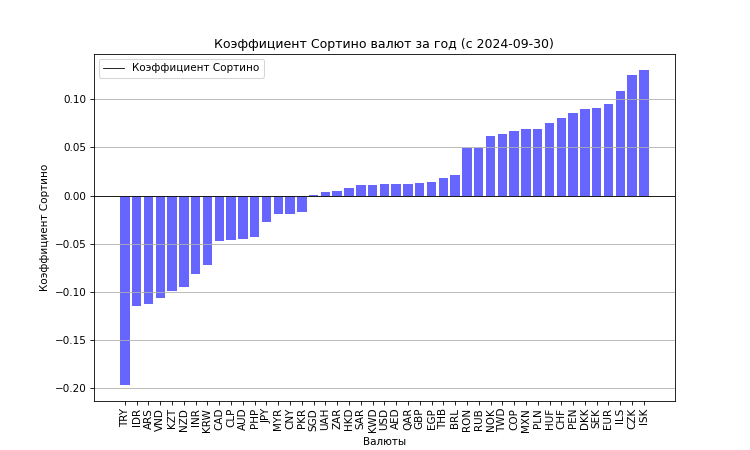 Коэффициент Сортино валют за год (с 2024-09-30)
Коэффициент Сортино
0.10
0.05
0.00
−0.05
−0.10
−0.15
−0.20
Коэффициент Сортино
TRY
IDR
ARS
VND
KZT
NZD
INR
KRW
CAD
CLP
AUD
PHP
JPY
MYR
CNY
PKR
SGD
UAH
ZAR
HKD
SAR
KWD
USD
AED
QAR
GBP
EGP
THB
BRL
RON
RUB
NOK
TWD
COP
MXN
PLN
HUF
CHF
PEN
DKK
SEK
EUR
ILS
CZK
ISK
Валюты